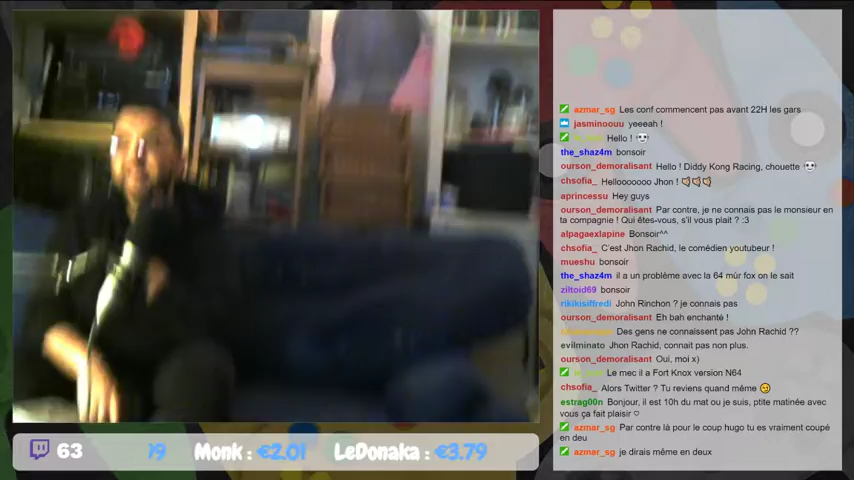 azmar_sg Les conf commencent pas avant 22H les gars
jasminoouu yeeeah !
Hello !
the_shaz4m bonsoir
ourson_demoralisant Hello ! Diddy Kong Racing, chouette
chsofia_ Hellooooooo Jhon !
aprincessu Hey guys
ourson_demoralisant Par contre, je ne connais pas le monsieur en
ta compagnie ! Qui êtes-vous, s'il vous plait ? :3
alpagaexlapine Bonsoir^^
chsofia_ C'est Jhon Rachid, le comédien youtubeur !
mueshu bonsoir
the_shaz4m il a un problème avec la 64 mùr fox on le sait
ziltoid69 bonsoir
rikikisiffredi John Rinchon ? je connais pas
ourson_demoralisant Eh bah enchanté !
Des gens ne connaissent pas John Rachid ??
evilminato Jhon Rachid, connait pas non plus.
ourson_demoralisant Oui, moi x)
Le mec il a Fort Knox version N64
chsofia_ Alors Twitter ? Tu reviens quand même
estrag00n Bonjour, il est 10h du mat ou je suis, ptite matinée avec
vous ça fait plaisir ♡
azmar_sg Par contre là pour le coup hugo tu es vraiment coupé
en deu
azmar_sg je dirais même en deux
63 Monk : €2.01 LeDonaka : €3.79